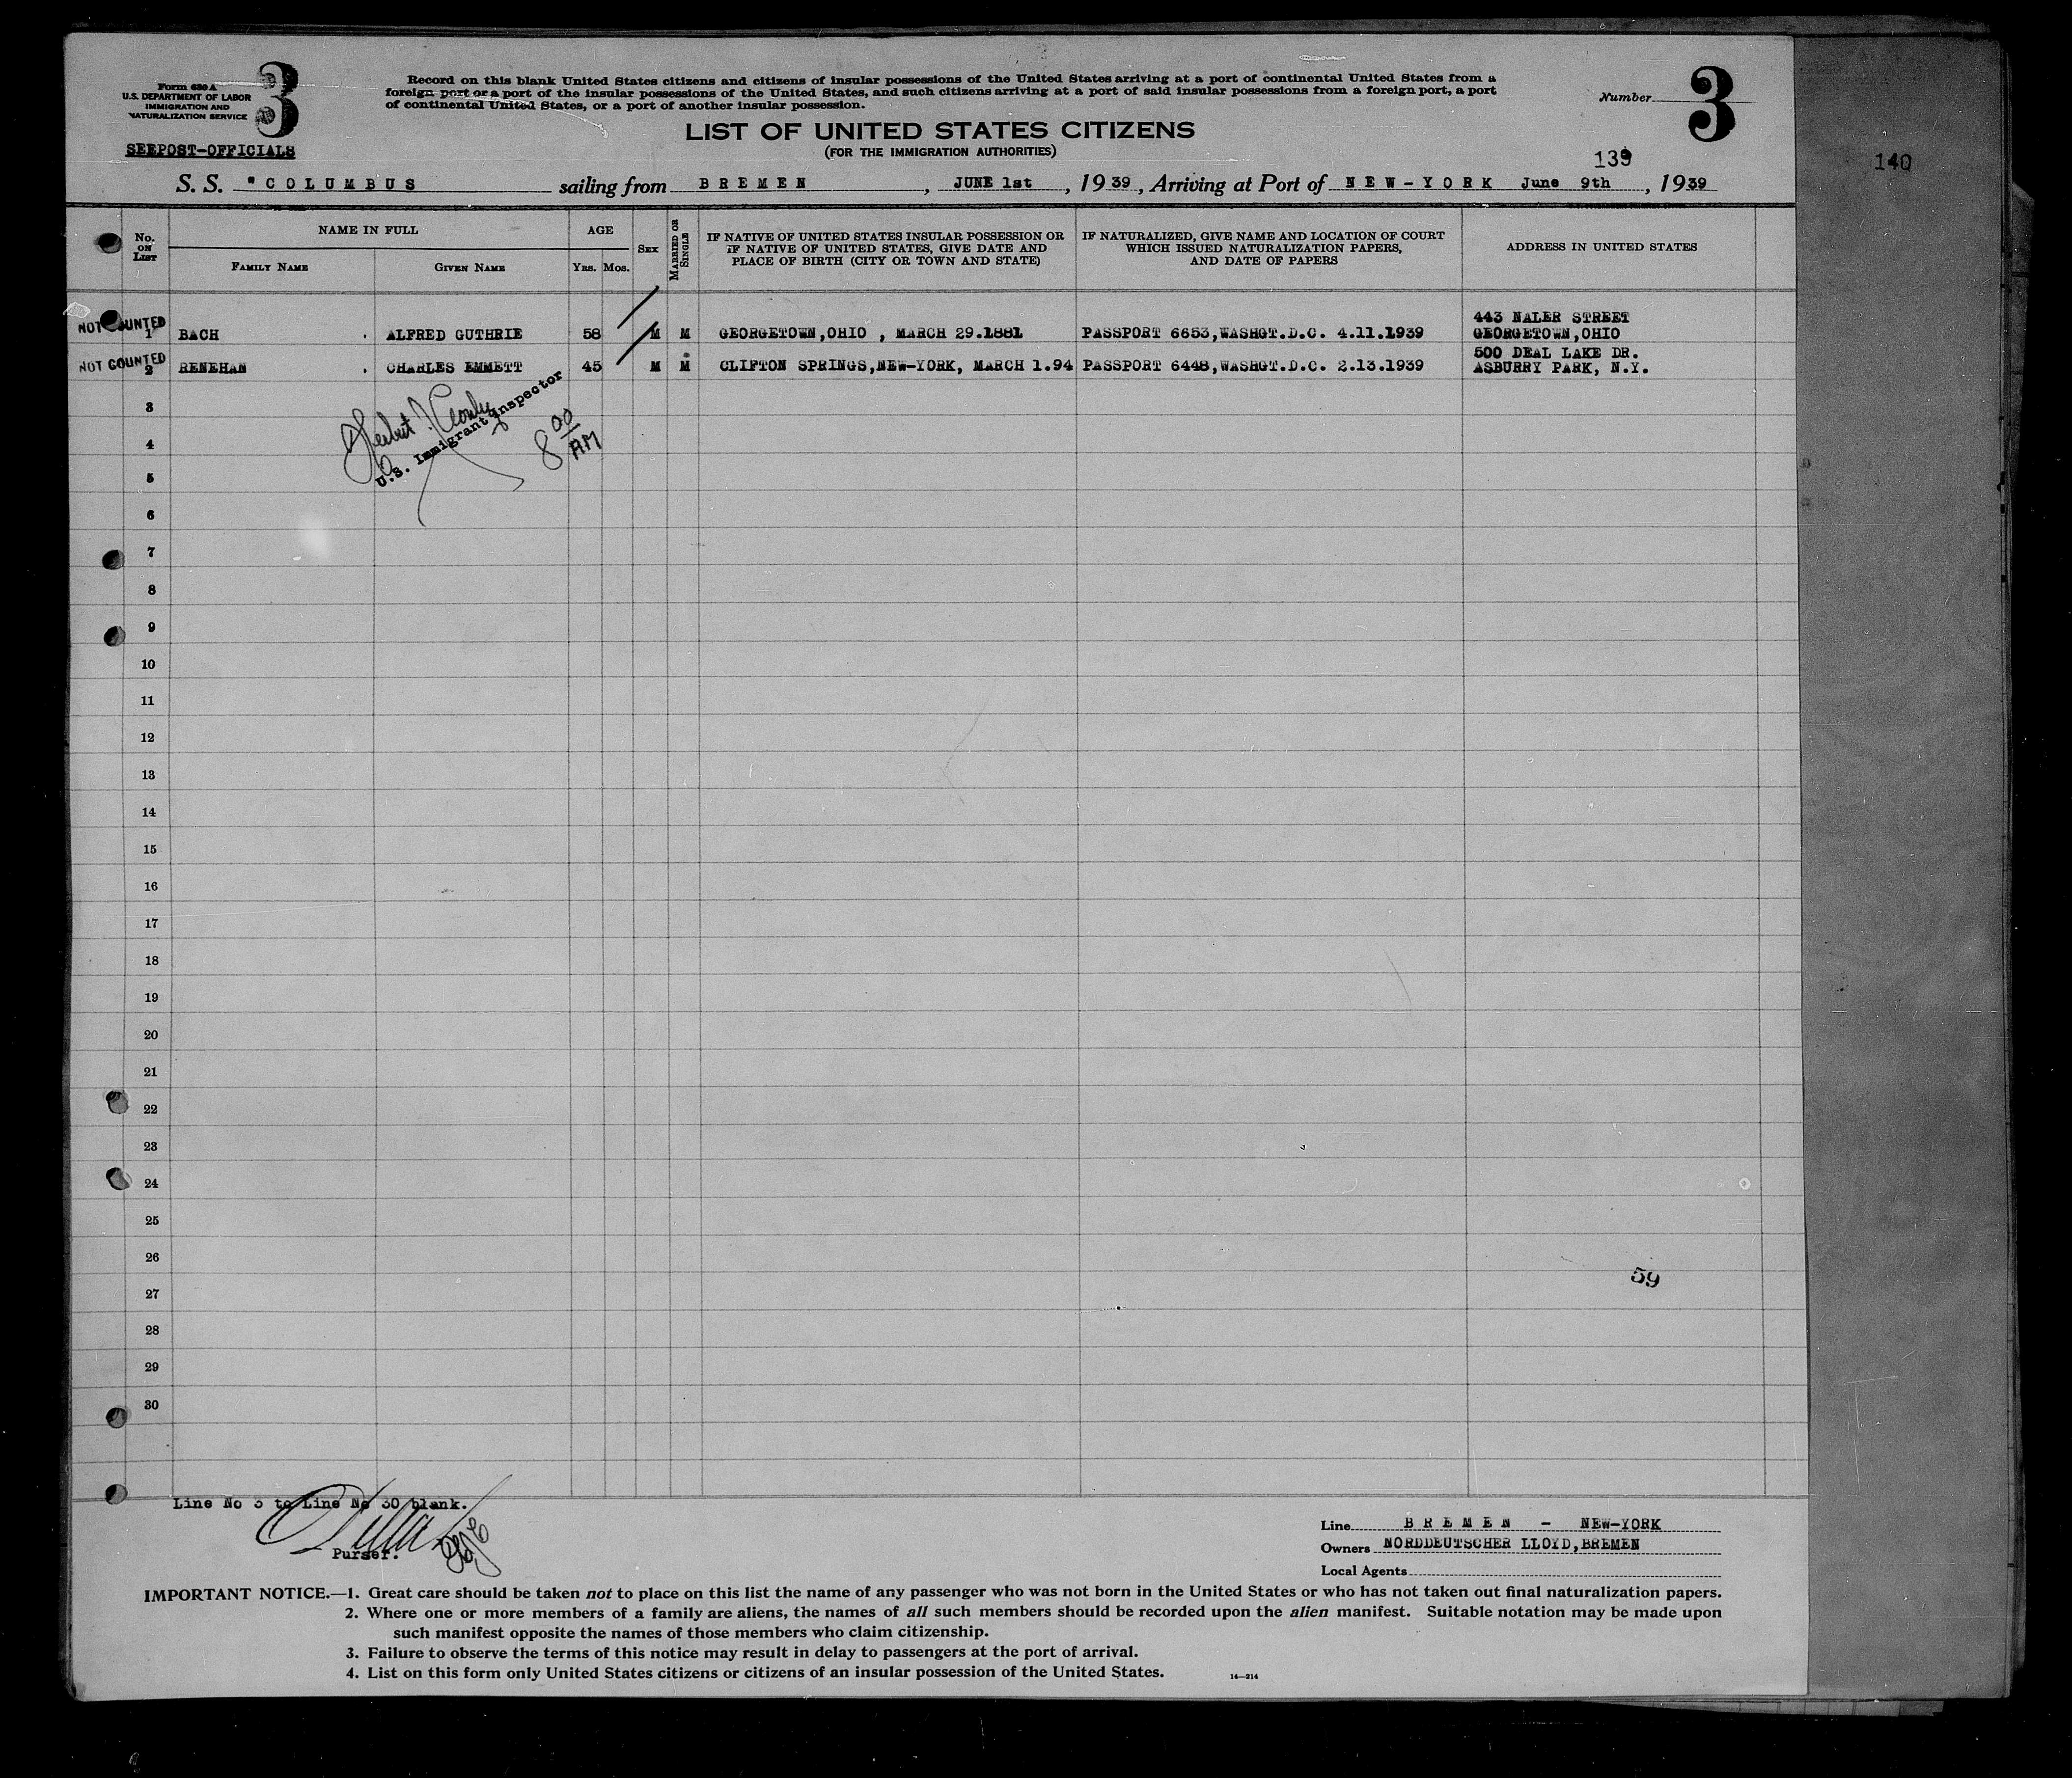 Form 630 A
U.S. DEPARTMENT OF LABOR
IMMIGRATION AND
NATURALIZATION SERVICE
3
SEEPOST-OFFICIALS
Record on this blank United States citizens and citizens of insular possessions of the United States arriving at a port of continental United States from a
foreign port or a port of the insular possessions of the United States, and such citizens arriving at a port of said insular possessions from a foreign port, a port
of continental United States, or a port of another insular possession.
Number 3
LIST OF UNITED STATES CITIZENS
(FOR THE IMMIGRATION AUTHORITIES)
139
140
S. S. "COLUMBUS sailing from BREMEN, JUNE 1st, 1939, Arriving at Port of NEW-YORK June 9th, 1939
No. ON LIST
NAME IN FULL
FAMILY NAME
GIVEN NAME
AGE
YRS. MOS.
SEX
MARRIED OR SINGLE
IF NATIVE OF UNITED STATES INSULAR POSSESSION OR
IF NATIVE OF UNITED STATES, GIVE DATE AND
PLACE OF BIRTH (CITY OR TOWN AND STATE)
IF NATURALIZED, GIVE NAME AND LOCATION OF COURT
WHICH ISSUED NATURALIZATION PAPERS,
AND DATE OF PAPERS
ADDRESS IN UNITED STATES
NOT COUNTED
1 BACH . ALFRED GUTHRIE 58 M M GEORGETOWN,OHIO , MARCH 29.1881 PASSPORT 6653,WASHGT.D.C. 4.11.1939 443 NALER STREET
GEORGETOWN,OHIO
NOT COUNTED
2 RENEHAN . CHARLES EMMETT 45 M M CLIFTON SPRINGS,NEW-YORK, MARCH 1.94 PASSPORT 6448,WASHGT.D.C. 2.13.1939 500 DEAL LAKE DR.
ASBURRY PARK, N.Y.
U.S. Immigrant Inspector
8 00 AM
3
4
5
6
7
8
9
10
11
12
13
14
15
16
17
18
19
20
21
22
23
24
25
26
59
27
28
29
30
Line No 3 to Line No 30 blank.
Purser.
Line BREMEN - NEW-YORK
Owners NORDDEUTSCHER LLOYD,BREMEN
Local Agents
IMPORTANT NOTICE.—1. Great care should be taken not to place on this list the name of any passenger who was not born in the United States or who has not taken out final naturalization papers.
2. Where one or more members of a family are aliens, the names of all such members should be recorded upon the alien manifest. Suitable notation may be made upon
such manifest opposite the names of those members who claim citizenship.
3. Failure to observe the terms of this notice may result in delay to passengers at the port of arrival.
4. List on this form only United States citizens or citizens of an insular possession of the United States.
14—214